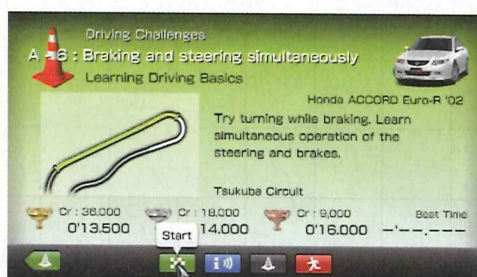 Driving Challenges
A - 6 : Braking and steering simultaneously
Learning Driving Basics
Honda ACCORD Euro-R '02
Try turning while braking. Learn
simultaneous operation of the
steering and brakes.
Tsukuba Circuit
Cr : 36,000 Cr : 18,000 Cr : 9,000 Best Time
0'13.500 14.000 0'16.000 --'--.---
Start